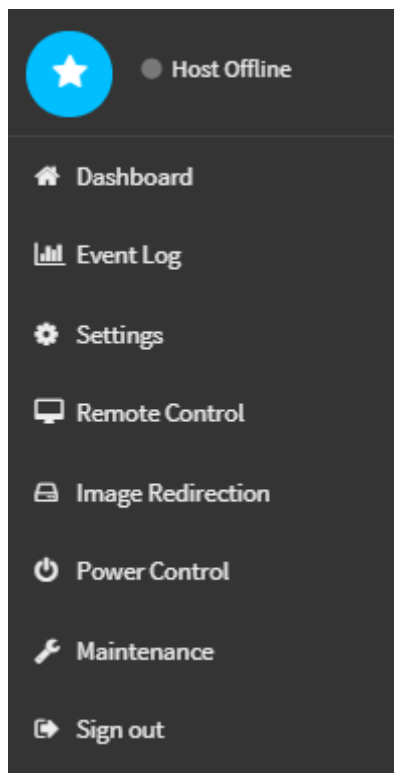 Host Offline
Dashboard
Event Log
Settings
Remote Control
Image Redirection
Power Control
Maintenance
Sign out